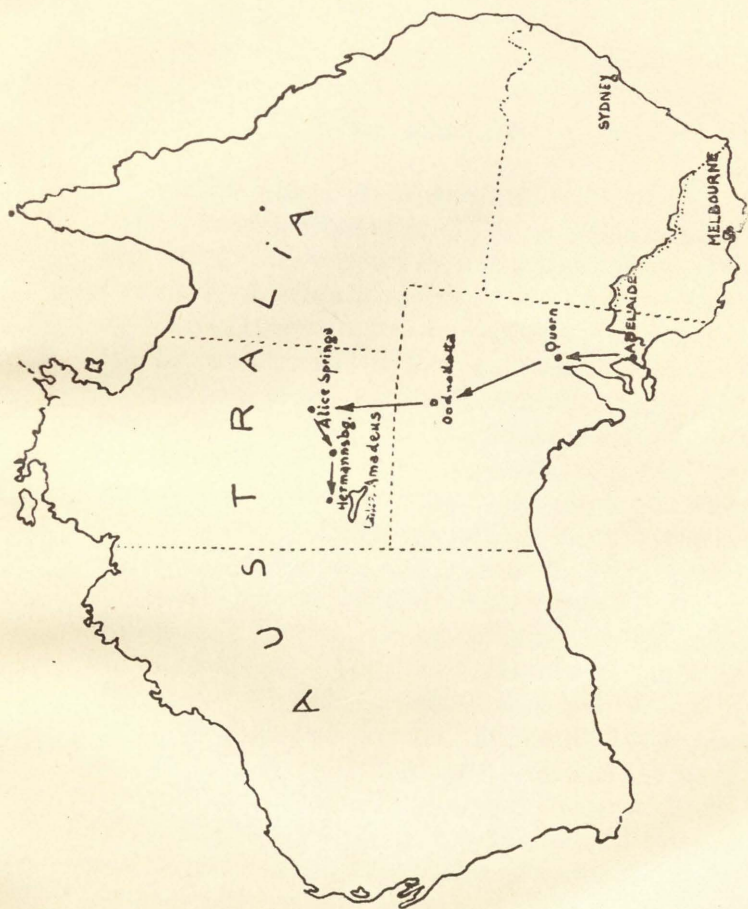 AUSTRALiA
SYDNEY
MELBOURNE
ADELAIDE
Quorn
Oodnadatta
Alice Springs
Hermannsbg.
Amadeus